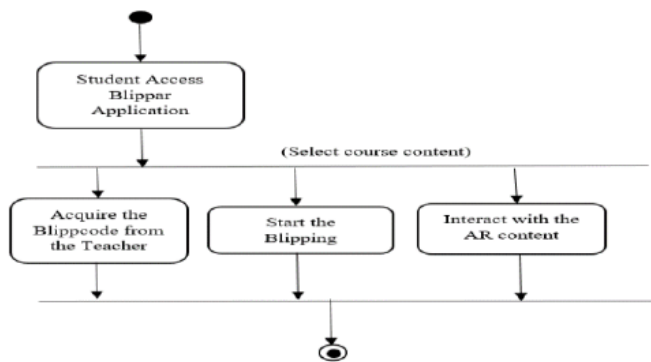 Student Access
Blippar
Application
(Select course content)
Acquire the
Blippcode from
the Teacher
Start the
Blipping
Interact with the
AR content